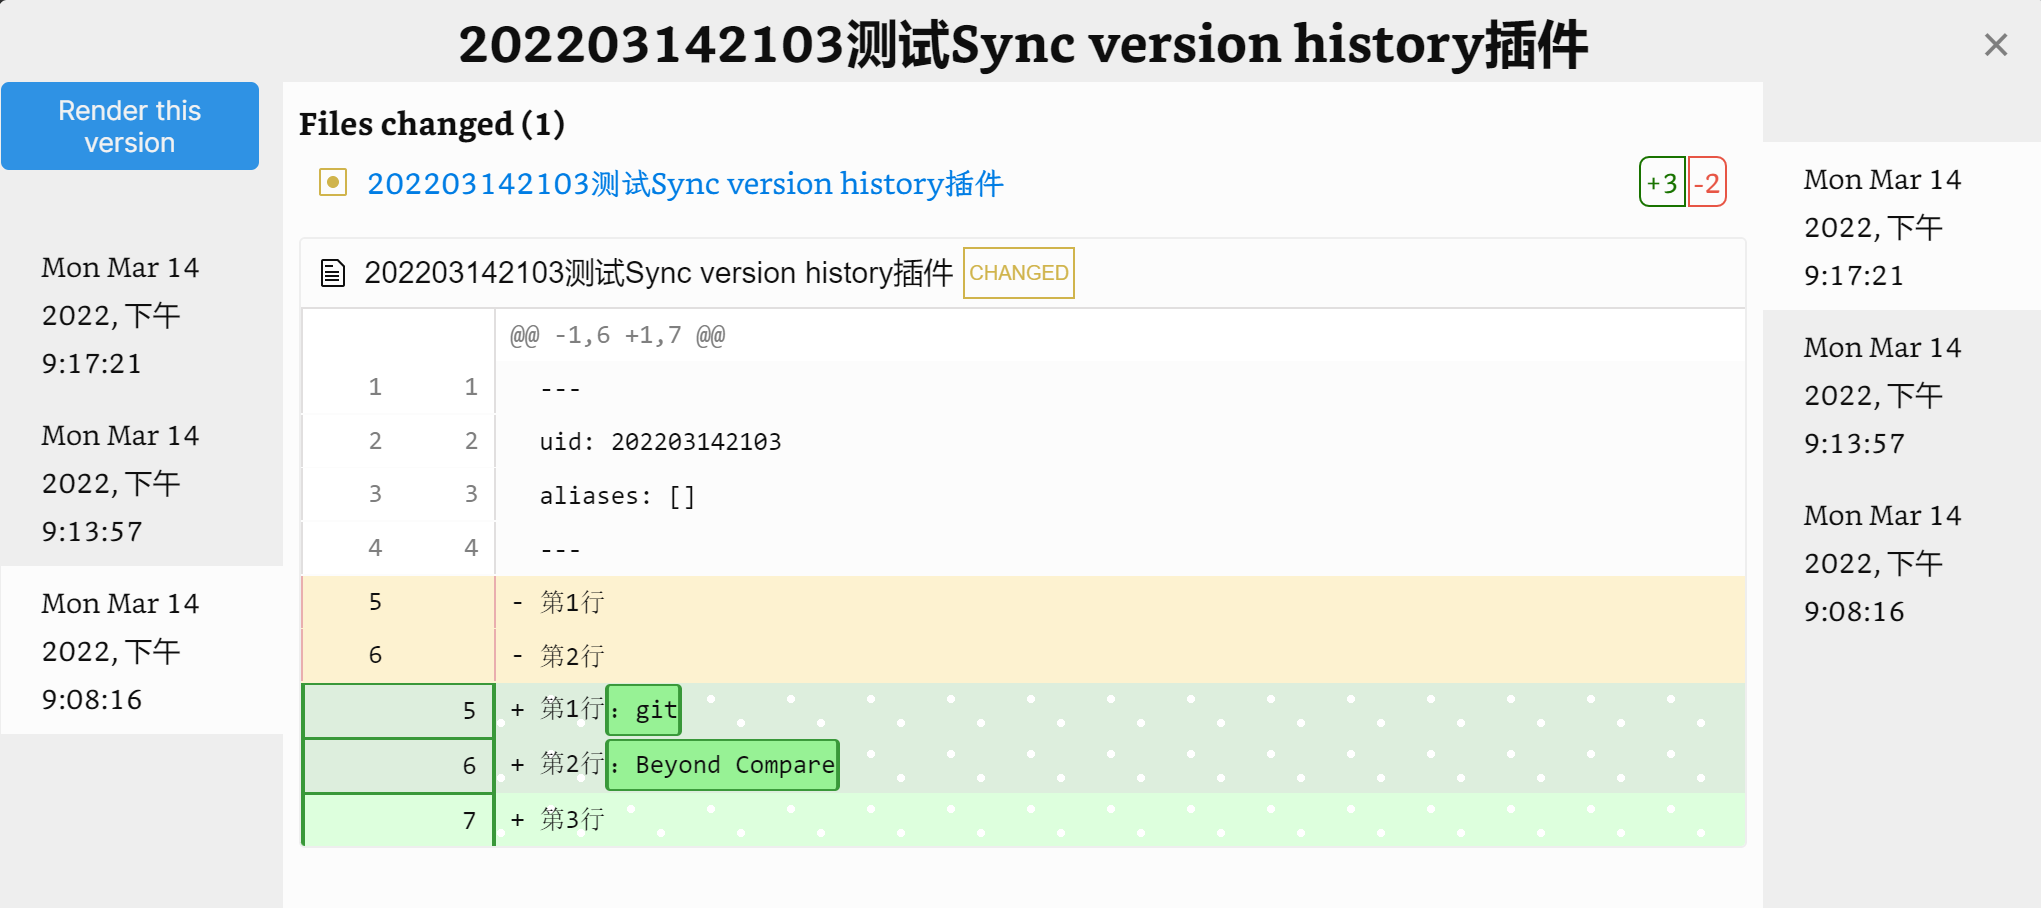 202203142103测试Sync version history插件
Render this
version
Mon Mar 14
2022, 下午
9:17:21
Mon Mar 14
2022, 下午
9:13:57
Mon Mar 14
2022, 下午
9:08:16
Files changed (1)
202203142103测试Sync version history插件 +3 -2
202203142103测试Sync version history插件 CHANGED
@@ -1,6 +1,7 @@
1 1 ---
2 2 uid: 202203142103
3 3 aliases: []
4 4 ---
5 - 第1行
6 - 第2行
5 + 第1行：git
6 + 第2行：Beyond Compare
7 + 第3行
Mon Mar 14
2022, 下午
9:17:21
Mon Mar 14
2022, 下午
9:13:57
Mon Mar 14
2022, 下午
9:08:16